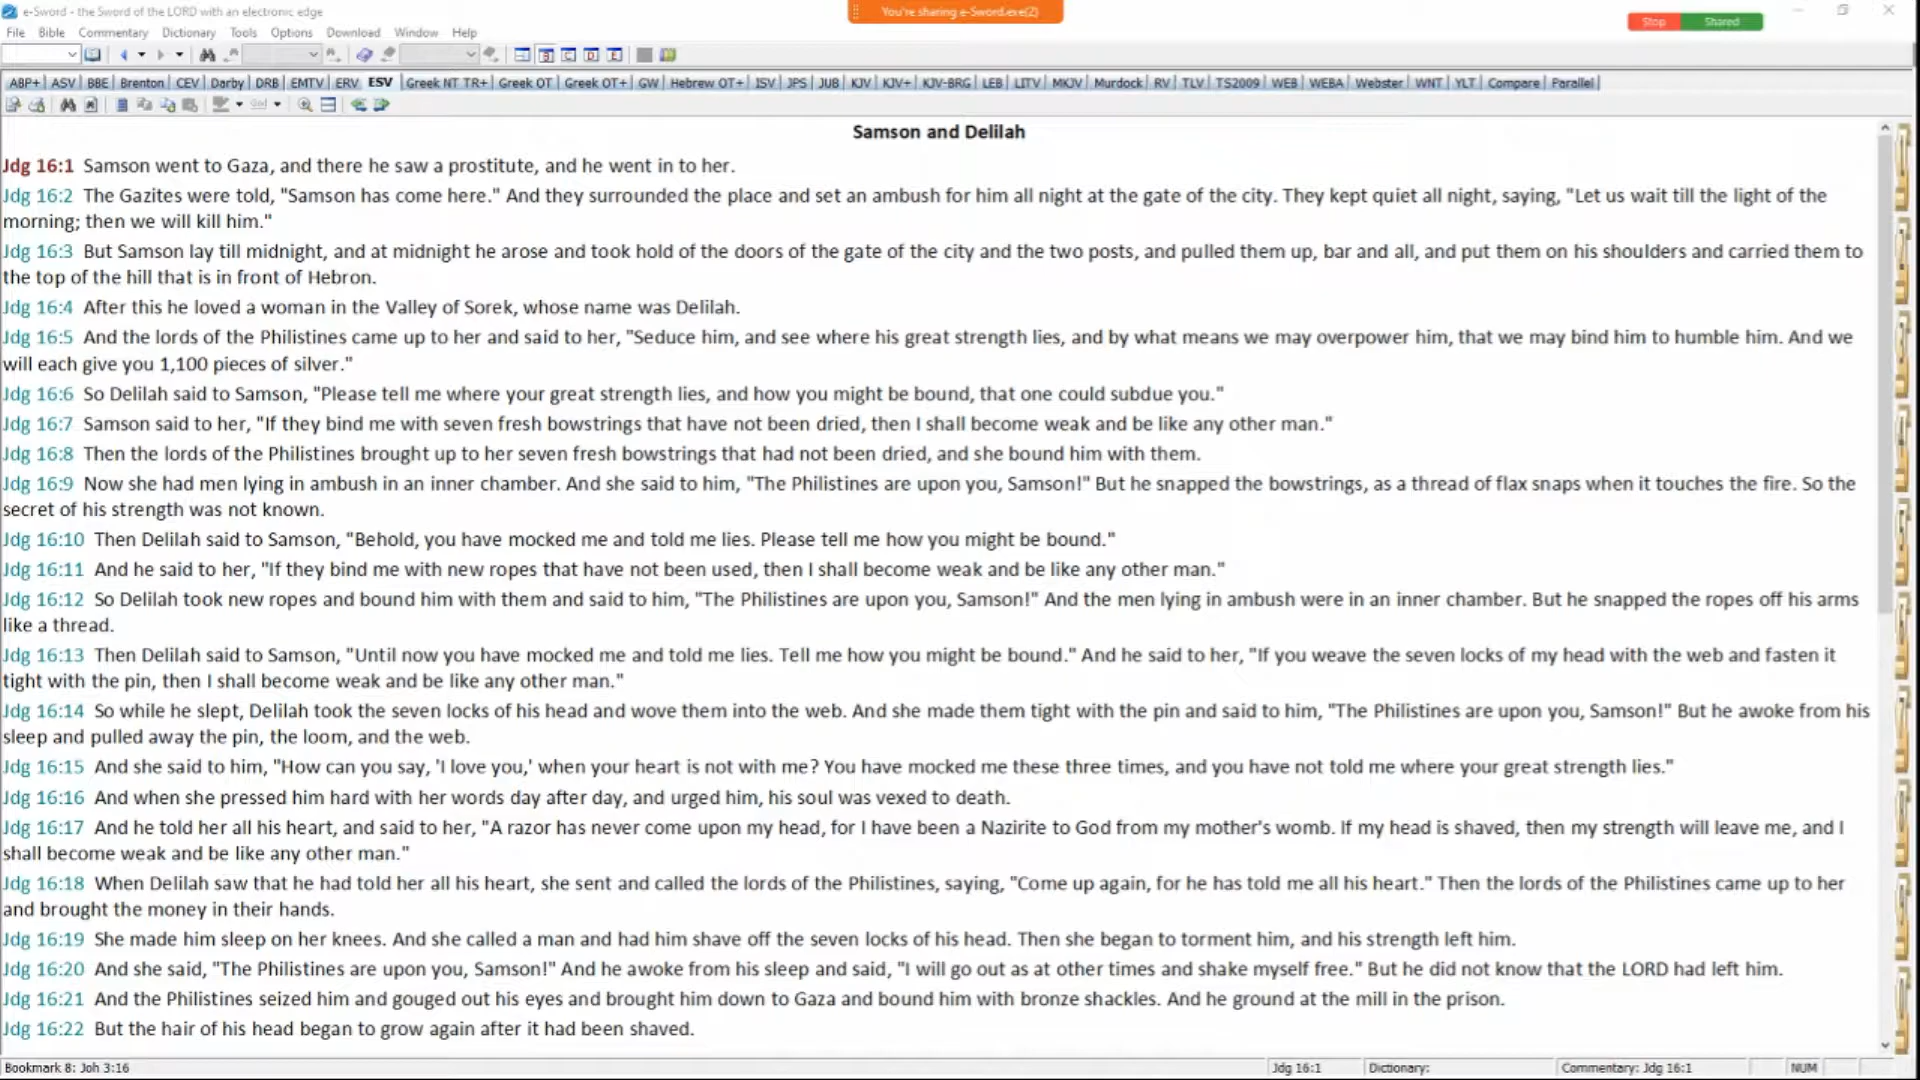 e-Sword - the Sword of the LORD with an electronic edge
You're sharing e-Sword.exe(2)
Stop Shared
File Bible Commentary Dictionary Tools Options Download Window Help
ABP+ ASV BBE Brenton CEV Darby DRB EMTV ERV ESV Greek NT TR+ Greek OT Greek OT+ GW Hebrew OT+ ISV JPS JUB KJV KJV+ KJV-BRG LEB LITV MKJV Murdock RV TLV TS2009 WEB WEBA Webster WNT YLT Compare Parallel
Samson and Delilah
Jdg 16:1 Samson went to Gaza, and there he saw a prostitute, and he went in to her.
Jdg 16:2 The Gazites were told, "Samson has come here." And they surrounded the place and set an ambush for him all night at the gate of the city. They kept quiet all night, saying, "Let us wait till the light of the
morning; then we will kill him."
Jdg 16:3 But Samson lay till midnight, and at midnight he arose and took hold of the doors of the gate of the city and the two posts, and pulled them up, bar and all, and put them on his shoulders and carried them to
the top of the hill that is in front of Hebron.
Jdg 16:4 After this he loved a woman in the Valley of Sorek, whose name was Delilah.
Jdg 16:5 And the lords of the Philistines came up to her and said to her, "Seduce him, and see where his great strength lies, and by what means we may overpower him, that we may bind him to humble him. And we
will each give you 1,100 pieces of silver."
Jdg 16:6 So Delilah said to Samson, "Please tell me where your great strength lies, and how you might be bound, that one could subdue you."
Jdg 16:7 Samson said to her, "If they bind me with seven fresh bowstrings that have not been dried, then I shall become weak and be like any other man."
Jdg 16:8 Then the lords of the Philistines brought up to her seven fresh bowstrings that had not been dried, and she bound him with them.
Jdg 16:9 Now she had men lying in ambush in an inner chamber. And she said to him, "The Philistines are upon you, Samson!" But he snapped the bowstrings, as a thread of flax snaps when it touches the fire. So the
secret of his strength was not known.
Jdg 16:10 Then Delilah said to Samson, "Behold, you have mocked me and told me lies. Please tell me how you might be bound."
Jdg 16:11 And he said to her, "If they bind me with new ropes that have not been used, then I shall become weak and be like any other man."
Jdg 16:12 So Delilah took new ropes and bound him with them and said to him, "The Philistines are upon you, Samson!" And the men lying in ambush were in an inner chamber. But he snapped the ropes off his arms
like a thread.
Jdg 16:13 Then Delilah said to Samson, "Until now you have mocked me and told me lies. Tell me how you might be bound." And he said to her, "If you weave the seven locks of my head with the web and fasten it
tight with the pin, then I shall become weak and be like any other man."
Jdg 16:14 So while he slept, Delilah took the seven locks of his head and wove them into the web. And she made them tight with the pin and said to him, "The Philistines are upon you, Samson!" But he awoke from his
sleep and pulled away the pin, the loom, and the web.
Jdg 16:15 And she said to him, "How can you say, 'I love you,' when your heart is not with me? You have mocked me these three times, and you have not told me where your great strength lies."
Jdg 16:16 And when she pressed him hard with her words day after day, and urged him, his soul was vexed to death.
Jdg 16:17 And he told her all his heart, and said to her, "A razor has never come upon my head, for I have been a Nazirite to God from my mother's womb. If my head is shaved, then my strength will leave me, and I
shall become weak and be like any other man."
Jdg 16:18 When Delilah saw that he had told her all his heart, she sent and called the lords of the Philistines, saying, "Come up again, for he has told me all his heart." Then the lords of the Philistines came up to her
and brought the money in their hands.
Jdg 16:19 She made him sleep on her knees. And she called a man and had him shave off the seven locks of his head. Then she began to torment him, and his strength left him.
Jdg 16:20 And she said, "The Philistines are upon you, Samson!" And he awoke from his sleep and said, "I will go out as at other times and shake myself free." But he did not know that the LORD had left him.
Jdg 16:21 And the Philistines seized him and gouged out his eyes and brought him down to Gaza and bound him with bronze shackles. And he ground at the mill in the prison.
Jdg 16:22 But the hair of his head began to grow again after it had been shaved.
Bookmark 8: Joh 3:16 Jdg 16:1 Dictionary: Commentary: Jdg 16:1 NUM